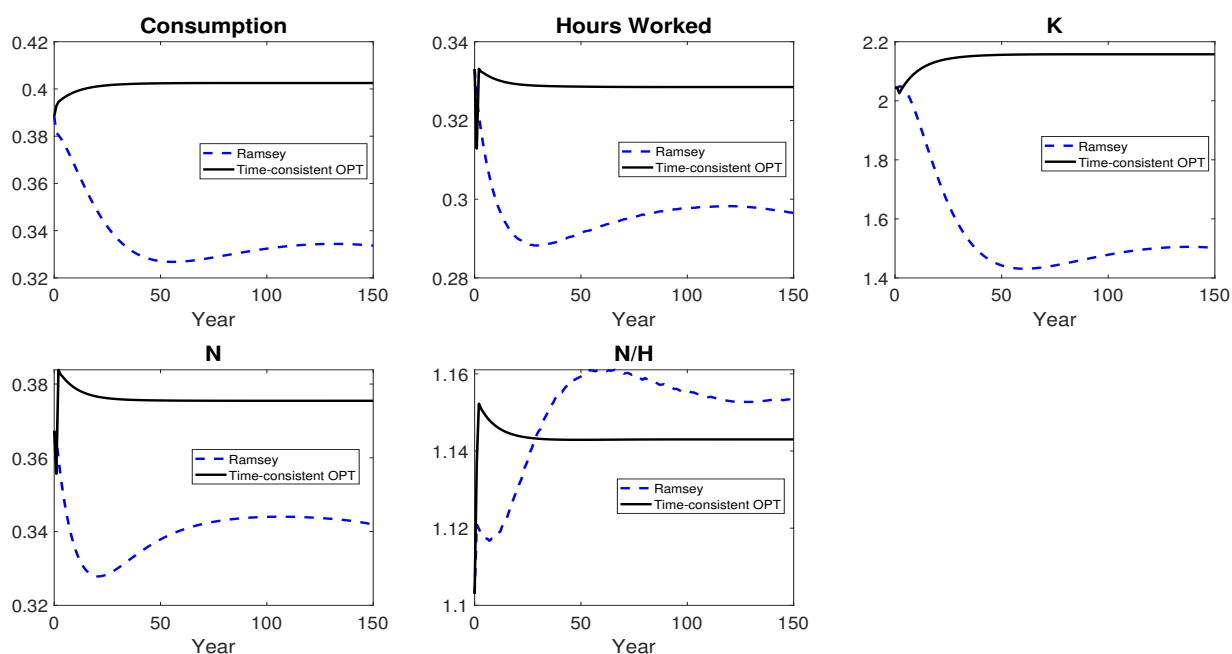 Consumption
0.42
0.4
0.38
0.36
0.34
0.32
0
50
100
150
Year
Ramsey
Time-consistent OPT
Hours Worked
0.34
0.32
0.3
0.28
0
50
100
150
Year
Ramsey
Time-consistent OPT
K
2.2
2
1.8
1.6
1.4
0
50
100
150
Year
Ramsey
Time-consistent OPT
N
0.38
0.36
0.34
0.32
0
50
100
150
Year
Ramsey
Time-consistent OPT
N/H
1.16
1.14
1.12
1.1
0
50
100
150
Year
Ramsey
Time-consistent OPT